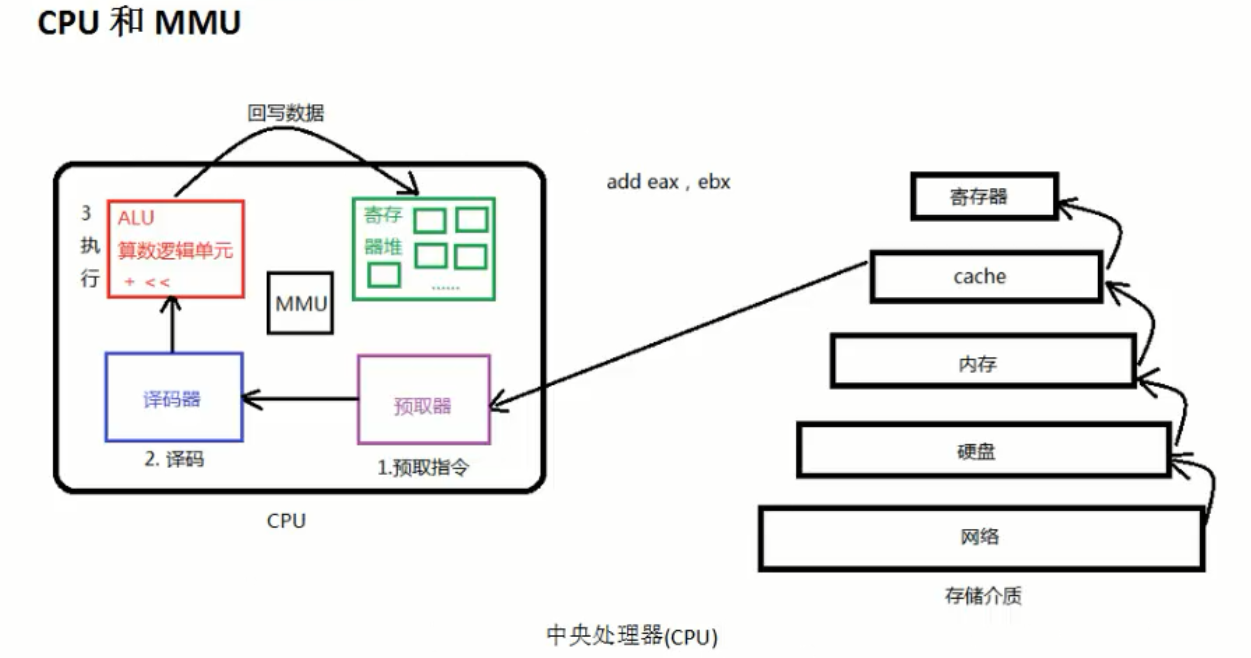 CPU 和 MMU
回写数据
add eax , ebx
3
执
行
ALU
算数逻辑单元
+ <<
寄存
器堆
......
MMU
译码器
2. 译码
预取器
1.预取指令
CPU
寄存器
cache
内存
硬盘
网络
存储介质
中央处理器(CPU)